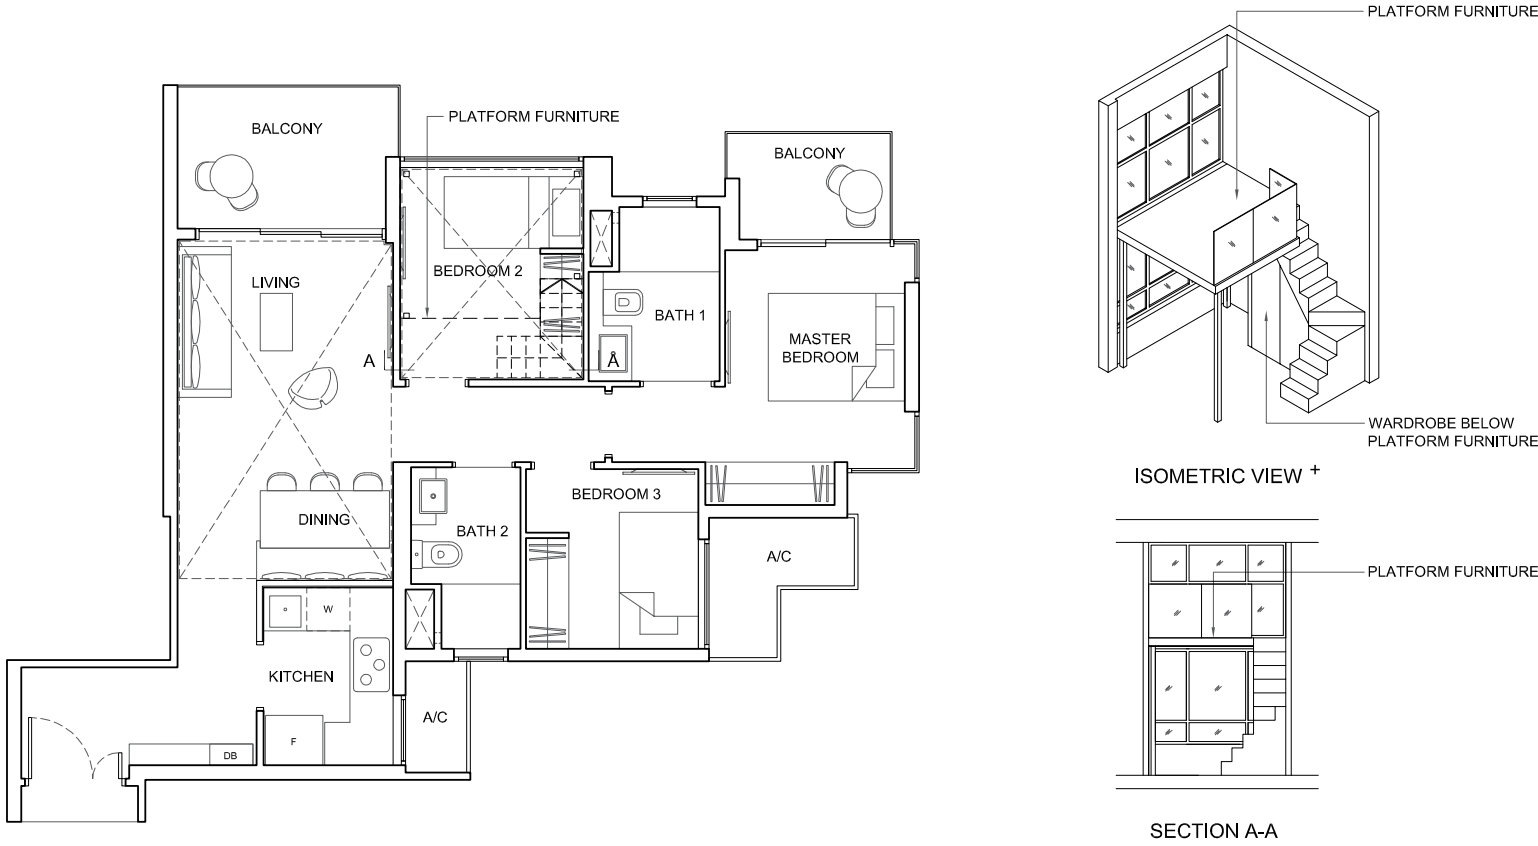 PLATFORM FURNITURE
BALCONY
PLATFORM FURNITURE
BALCONY
BEDROOM 2
LIVING
BATH 1
MASTER
BEDROOM
A
A
BEDROOM 3
DINING
BATH 2
A/C
W
KITCHEN
A/C
F
DB
WARDROBE BELOW
PLATFORM FURNITURE
ISOMETRIC VIEW +
PLATFORM FURNITURE
SECTION A-A